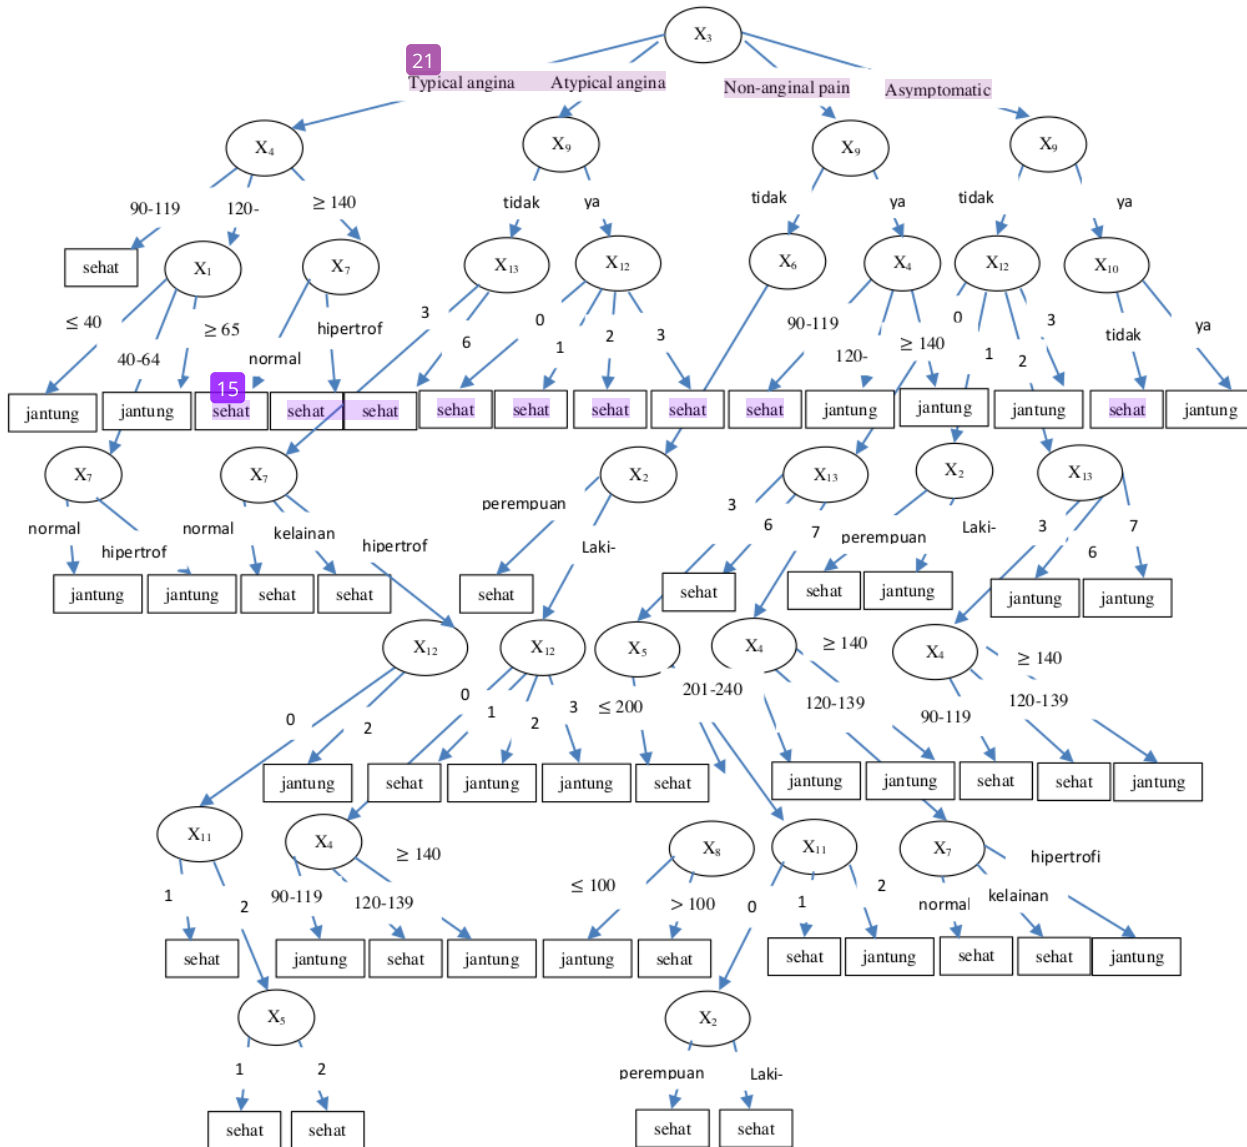 X₃
21
Typical angina Atypical angina Non-anginal pain Asymptomatic
X₄ X₉ X₉ X₉
90-119 120- ≥ 140 tidak ya tidak ya tidak ya
sehat X₁ X₇ X₁₃ X₁₂ X₆ X₄ X₁₂ X₁₀
≤ 40 40-64 ≥ 65 normal hipertrof 3 6 0 1 2 3 90-119 120- ≥ 140 0 1 2 3 tidak ya
15
jantung jantung sehat sehat sehat sehat sehat sehat sehat sehat jantung jantung jantung sehat jantung
X₇ X₇ X₂ X₁₃ X₂ X₁₃
normal hipertrof normal kelainan hipertrof perempuan Laki- 3 6 7 perempuan Laki- 3 6 7
jantung jantung sehat sehat sehat sehat sehat jantung jantung jantung
X₁₂ X₁₂ X₅ X₄ X₄
0 2 0 1 2 3 ≤ 200 201-240 120-139 ≥ 140 90-119 120-139 ≥ 140
jantung sehat jantung jantung sehat jantung jantung sehat sehat jantung
X₁₁ X₄ X₈ X₁₁ X₇
1 2 90-119 120-139 ≥ 140 ≤ 100 > 100 0 1 2 normal kelainan hipertrofi
sehat jantung sehat jantung jantung sehat sehat jantung sehat sehat jantung
X₅ X₂
1 2 perempuan Laki-
sehat sehat sehat sehat